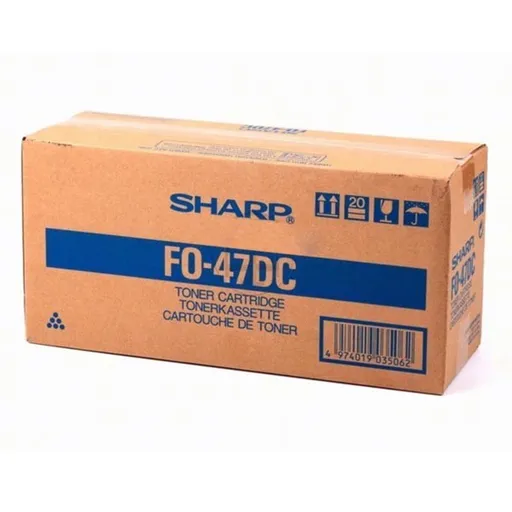 SHARP®
20
FO-47DC
TONER CARTRIDGE
TONERKASSETTE
CARTOUCHE DE TONER
4 974019 035062
SHARP
FO-47DC